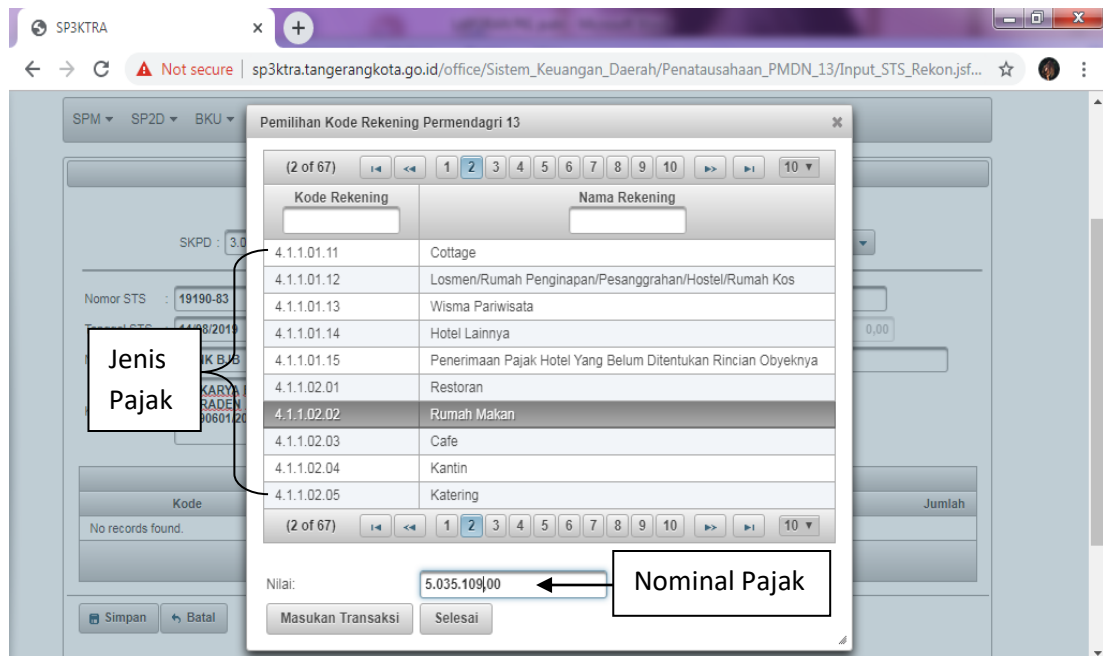 SP3KTRA
Not secure | sp3ktra.tangerangkota.go.id/office/Sistem_Keuangan_Daerah/Penatausahaan_PMDN_13/Input_STS_Rekon.jsf...
SPM SP2D BKU
Pemilihan Kode Rekening Permendagri 13
(2 of 67) 1 2 3 4 5 6 7 8 9 10 10
Kode Rekening Nama Rekening
SKPD : 3.0
4.1.1.01.11 Cottage
4.1.1.01.12 Losmen/Rumah Penginapan/Pesanggrahan/Hostel/Rumah Kos
Nomor STS : 19190-83
4.1.1.01.13 Wisma Pariwisata
/2019 0,00
4.1.1.01.14 Hotel Lainnya
4.1.1.01.15 Penerimaan Pajak Hotel Yang Belum Ditentukan Rincian Obyeknya
BJB
Jenis
Pajak
4.1.1.02.01 Restoran
KARYA
RADEN
4.1.1.02.02 Rumah Makan
4.1.1.02.03 Cafe
4.1.1.02.04 Kantin
4.1.1.02.05 Katering
Kode Jumlah
No records found.
(2 of 67) 1 2 3 4 5 6 7 8 9 10 10
Nilai: 5.035.109,00
Nominal Pajak
Masukan Transaksi Selesai
Simpan Batal